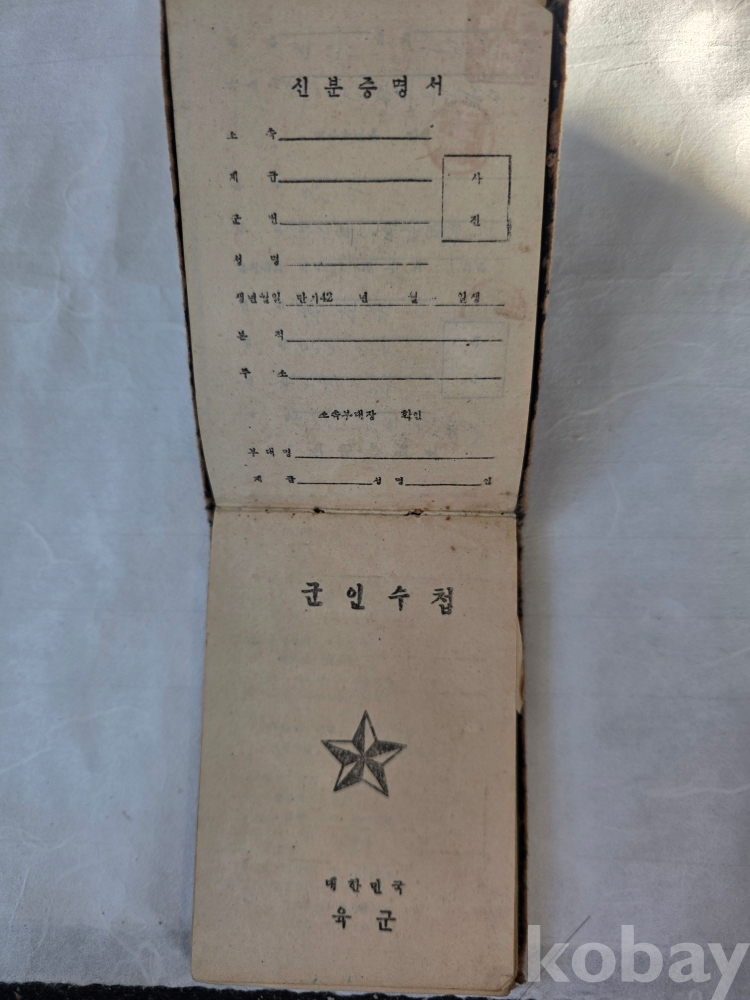 신분증명서
소 속
계 급
사진
군 번
성 명
생년월일 단기42 년 월 일생
본 적
주 소
소속부대장 확인
부대명
계 급 성 명 인
군인수첩
대한민국
육군
kobay